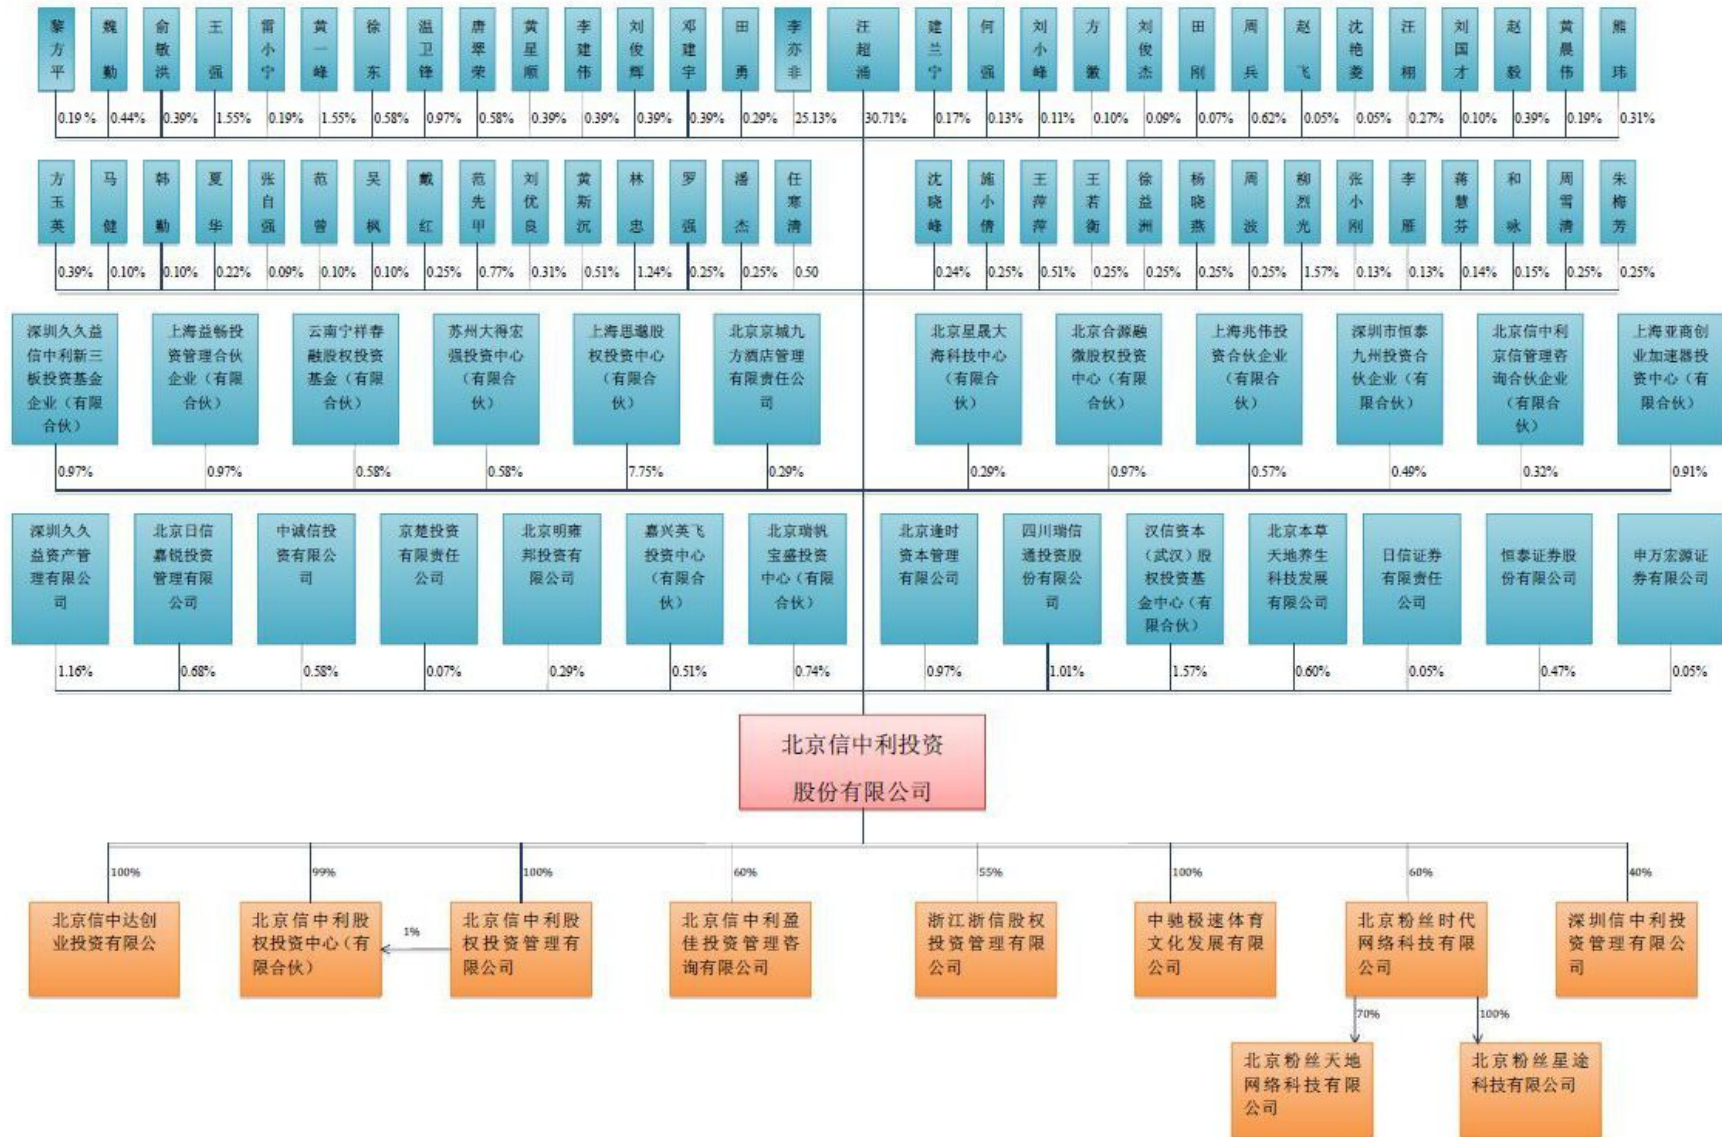 黎方平
魏勤
俞敏洪
王强
雷小宁
黄一峰
徐东
温卫锋
唐翠荣
黄星顺
李建伟
刘俊辉
邓建宇
田勇
李亦非
汪超涌
建兰宁
何强
刘小峰
方徽
刘俊杰
田刚
周兵
赵飞
沈艳菱
汪栩
刘国才
赵毅
黄晨伟
熊玮
0.19 %
0.44%
0.39%
1.55%
0.19%
1.55%
0.58%
0.97%
0.58%
0.39%
0.39%
0.39%
0.39%
0.29%
25.13%
30.71%
0.17%
0.13%
0.11%
0.10%
0.09%
0.07%
0.62%
0.05%
0.05%
0.27%
0.10%
0.39%
0.19%
0.31%
方玉英
马健
韩勤
夏华
张自强
范曾
吴枫
戴红
范先甲
刘优良
黄斯沉
林忠
罗强
潘杰
任寒清
沈晓峰
施小倩
王萍萍
王若衡
徐益洲
杨晓燕
周波
柳烈光
张小刚
李雁
蒋慧芬
和咏
周雪清
朱梅芳
0.39%
0.10%
0.10%
0.22%
0.09%
0.10%
0.10%
0.25%
0.77%
0.31%
0.51%
1.24%
0.25%
0.25%
0.50
0.24%
0.25%
0.51%
0.25%
0.25%
0.25%
0.25%
1.57%
0.13%
0.13%
0.14%
0.15%
0.25%
0.25%
深圳久久益
信中利新三
板投资基金
企业（有限
合伙）
上海益畅投
资管理合伙
企业（有限
合伙）
云南宁祥春
融股权投资
基金（有限
合伙）
苏州大得宏
强投资中心
（有限合
伙）
上海思邈股
权投资中心
（有限合
伙）
北京京城九
方酒店管理
有限责任公
司
北京星晟大
海科技中心
（有限合
伙）
北京合源融
微股权投资
中心（有限
合伙）
上海兆伟投
资合伙企业
（有限合
伙）
深圳市恒泰
九州投资合
伙企业（有
限合伙）
北京信中利
京信管理咨
询合伙企业
（有限合
伙）
上海亚商创
业加速器投
资中心（有
限合伙）
0.97%
0.97%
0.58%
0.58%
7.75%
0.29%
0.29%
0.97%
0.57%
0.49%
0.32%
0.91%
深圳久久
益资产管
理有限公
司
北京日信
嘉锐投资
管理有限
公司
中诚信投
资有限公
司
京楚投资
有限责任
公司
北京明雍
邦投资有
限公司
嘉兴英飞
投资中心
（有限合
伙）
北京瑞帆
宝盛投资
中心（有限
合伙）
北京逢时
资本管理
有限公司
四川瑞信
通投资股
份有限公
司
汉信资本
（武汉）股
权投资基
金中心（有
限合伙）
北京本草
天地养生
科技发展
有限公司
日信证券
有限责任
公司
恒泰证券股
份有限公司
申万宏源证
券有限公司
1.16%
0.68%
0.58%
0.07%
0.29%
0.51%
0.74%
0.97%
1.01%
1.57%
0.60%
0.05%
0.47%
0.05%
北京信中利投资
股份有限公司
100%
99%
100%
60%
55%
100%
60%
40%
北京信中达创
业投资有限公
北京信中利股
权投资中心（有
限合伙）
1%
北京信中利股
权投资管理有
限公司
北京信中利盈
佳投资管理咨
询有限公司
浙江浙信股权
投资管理有限
公司
中驰极速体育
文化发展有限
公司
北京粉丝时代
网络科技有限
公司
深圳信中利投
资管理有限公
司
70%
100%
北京粉丝天地
网络科技有限
公司
北京粉丝星途
科技有限公司